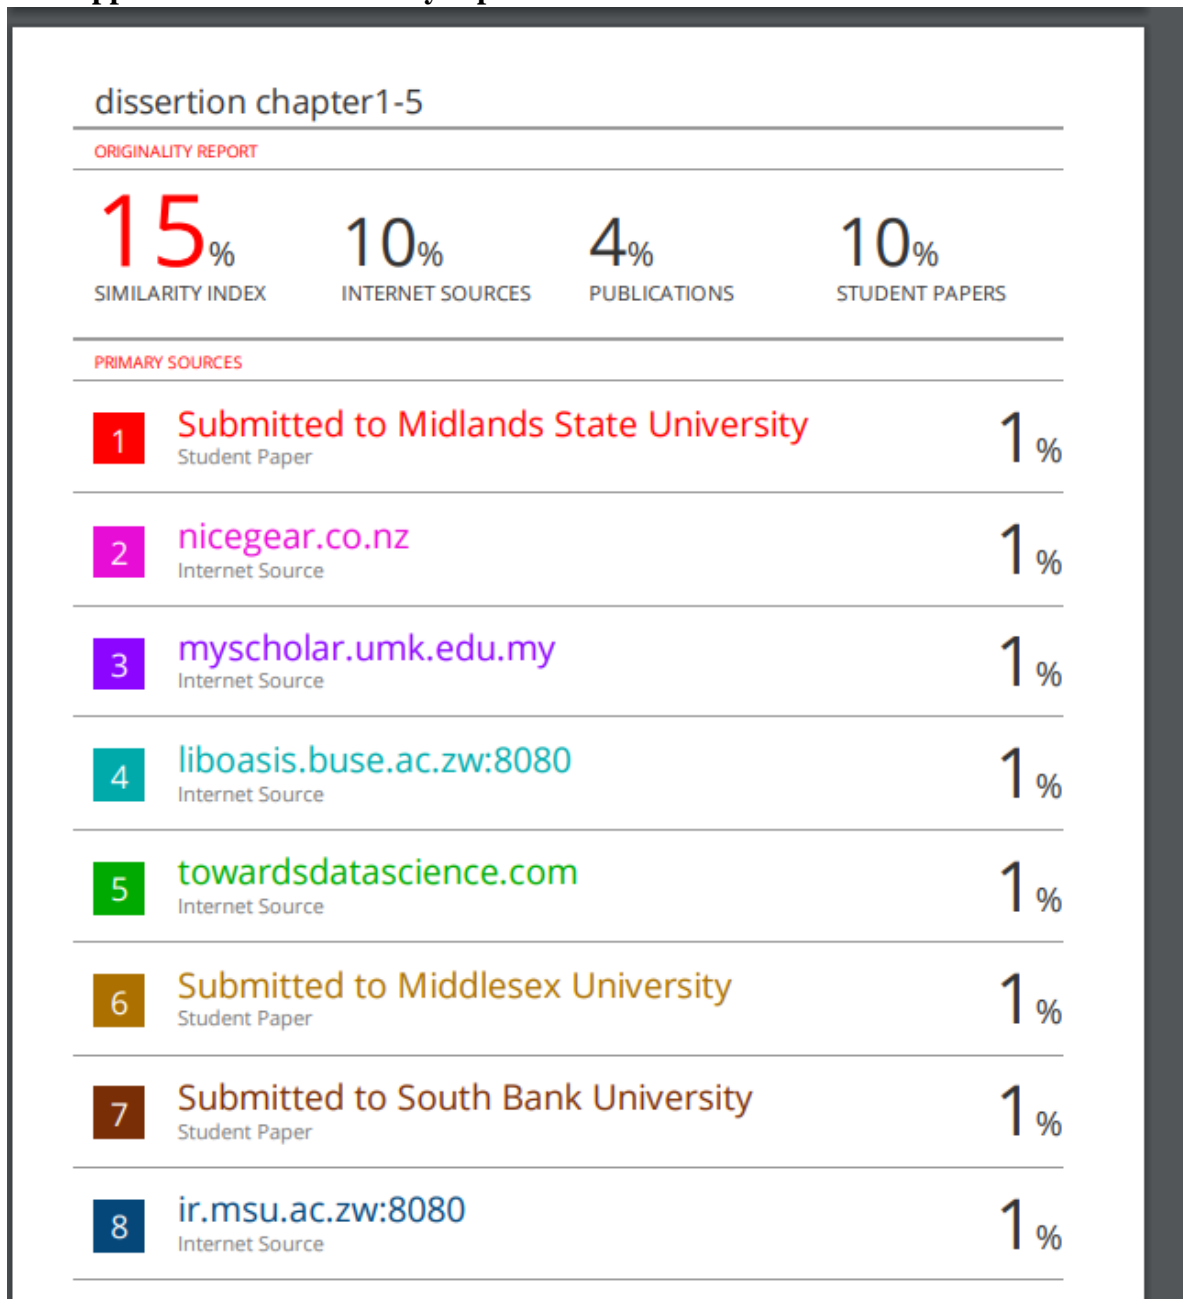 dissertion chapter1-5
ORIGINALITY REPORT
15% 10% 4% 10%
SIMILARITY INDEX INTERNET SOURCES PUBLICATIONS STUDENT PAPERS
PRIMARY SOURCES
1 Submitted to Midlands State University 1%
Student Paper
2 nicegear.co.nz 1%
Internet Source
3 myscholar.umk.edu.my 1%
Internet Source
4 liboasis.buse.ac.zw:8080 1%
Internet Source
5 towardsdatascience.com 1%
Internet Source
6 Submitted to Middlesex University 1%
Student Paper
7 Submitted to South Bank University 1%
Student Paper
8 ir.msu.ac.zw:8080 1%
Internet Source